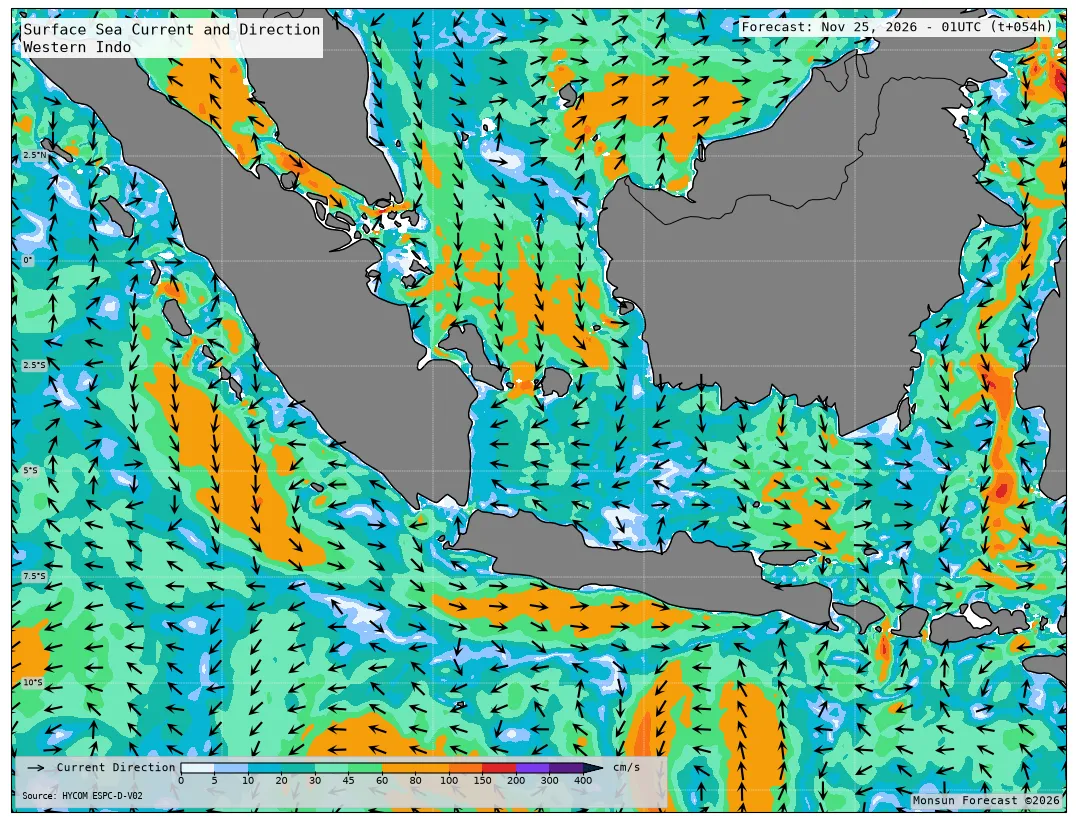 Surface Sea Current and Direction
Western Indo
Forecast: Nov 25, 2026 - 01UTC (t+054h)
2.5°N
0°
2.5°S
5°S
7.5°S
10°S
Current Direction
0 5 10 20 30 45 60 80 100 150 200 300 400 cm/s
Source: HYCOM ESPC-D-V02
Monsun Forecast ©2026